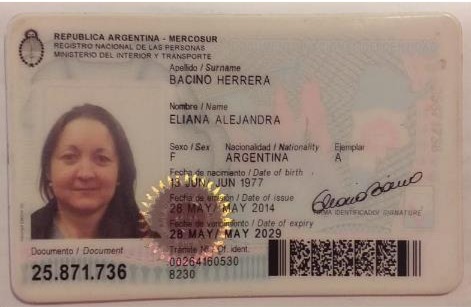 REPUBLICA ARGENTINA - MERCOSUR
REGISTRO NACIONAL DE LAS PERSONAS
MINISTERIO DEL INTERIOR Y TRANSPORTE
Apellido / Surname
BACINO HERRERA
Nombre / Name
ELIANA ALEJANDRA
Sexo / Sex Nacionalidad / Nationality Ejemplar
F ARGENTINA A
Fecha de nacimiento / Date of birth
13 JUN/ JUN 1977
Fecha de emisión / Date of issue
28 MAY/ MAY 2014
FIRMA IDENTIFICADO/ SIGNATURE
Fecha de vencimiento / Date of expiry
28 MAY/ MAY 2029
Documento / Document
25.871.736
Trámite ident.
00264160530
8230